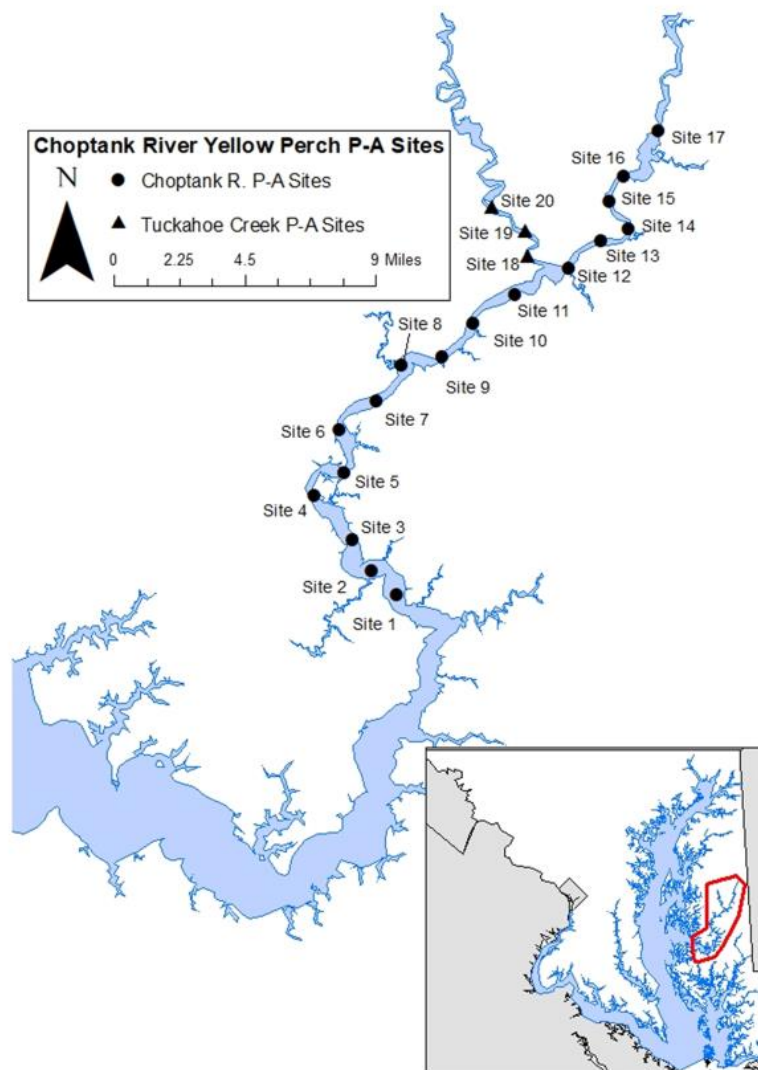 Choptank River Yellow Perch P-A Sites
N
Choptank R. P-A Sites
Tuckahoe Creek P-A Sites
0 2.25 4.5 9 Miles
Site 17
Site 16
Site 15
Site 20
Site 14
Site 19
Site 13
Site 18
Site 12
Site 11
Site 8
Site 10
Site 9
Site 7
Site 6
Site 5
Site 4
Site 3
Site 2
Site 1